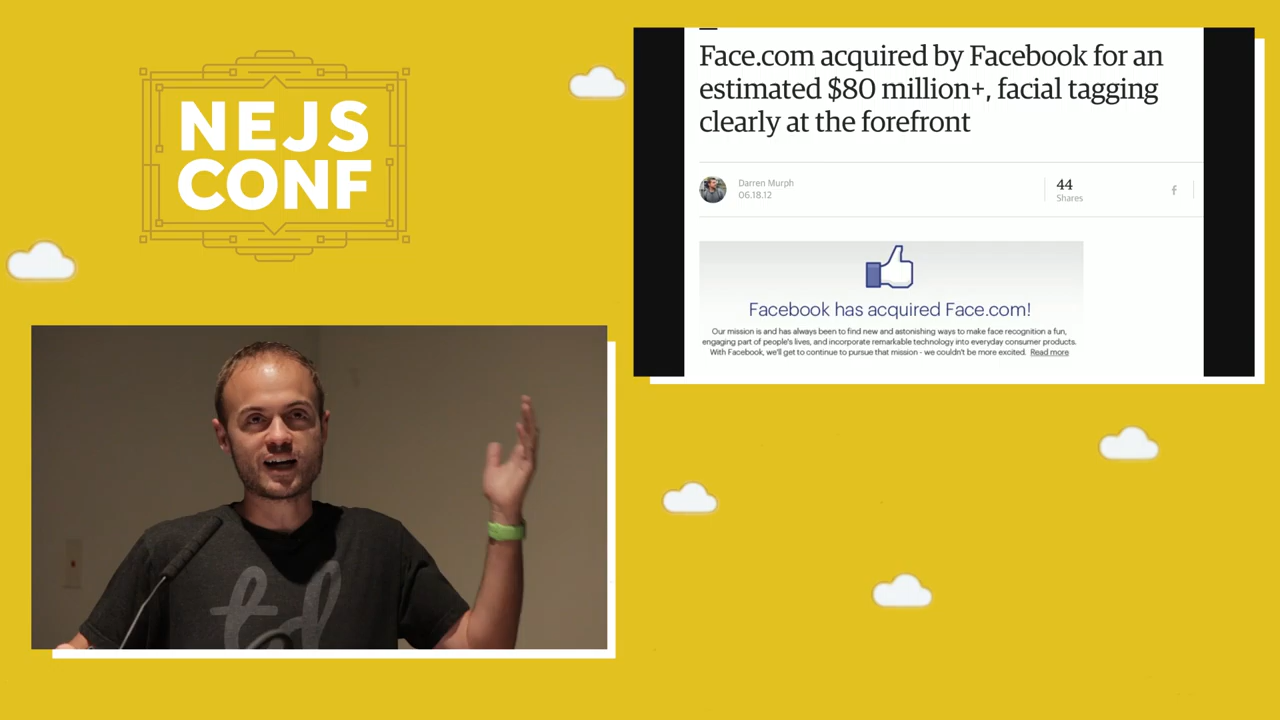 NEJS
CONF
Face.com acquired by Facebook for an
estimated $80 million+, facial tagging
clearly at the forefront
Darren Murph
06.18.12
44
Shares
f
Facebook has acquired Face.com!
Our mission is and has always been to find new and astonishing ways to make face recognition a fun,
engaging part of people's lives, and incorporate remarkable technology into everyday consumer products.
With Facebook, we'll get to continue to pursue that mission - we couldn't be more excited. Read more
td